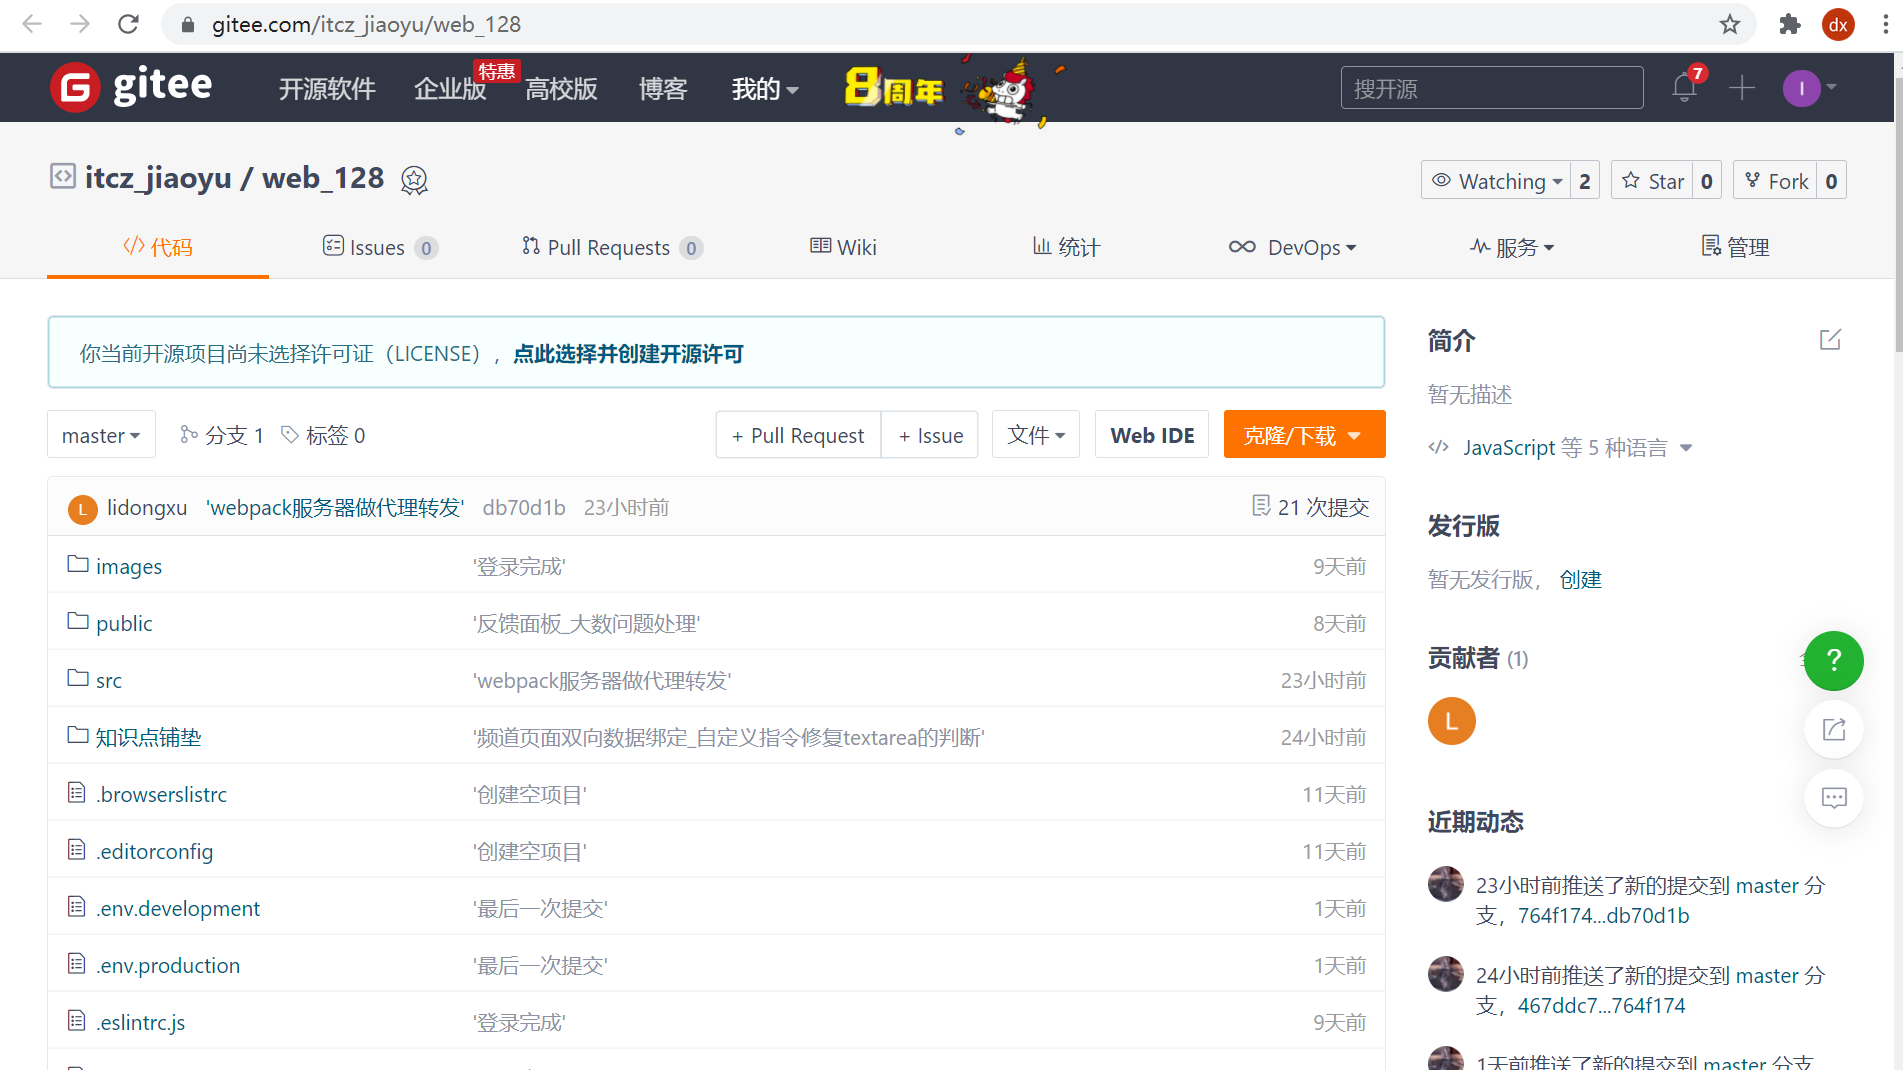 gitee.com/itcz_jiaoyu/web_128
dx
gitee 开源软件 企业版 特惠 高校版 博客 我的 8周年 搜开源 7 I
itcz_jiaoyu / web_128 Watching 2 Star 0 Fork 0
代码 Issues 0 Pull Requests 0 Wiki 统计 DevOps 服务 管理
你当前开源项目尚未选择许可证（LICENSE），点此选择并创建开源许可
master 分支 1 标签 0 + Pull Request + Issue 文件 Web IDE 克隆/下载
L lidongxu 'webpack服务器做代理转发' db70d1b 23小时前 21 次提交
images '登录完成' 9天前
public '反馈面板_大数问题处理' 8天前
src 'webpack服务器做代理转发' 23小时前
知识点铺垫 '频道页面双向数据绑定_自定义指令修复textarea的判断' 24小时前
.browserslistrc '创建空项目' 11天前
.editorconfig '创建空项目' 11天前
.env.development '最后一次提交' 1天前
.env.production '最后一次提交' 1天前
.eslintrc.js '登录完成' 9天前
简介
暂无描述
JavaScript 等 5 种语言
发行版
暂无发行版， 创建
贡献者 (1)
?
L
近期动态
23小时前推送了新的提交到 master 分
支，764f174...db70d1b
24小时前推送了新的提交到 master 分
支，467ddc7...764f174
1天前推送了新的提交到 master 分支